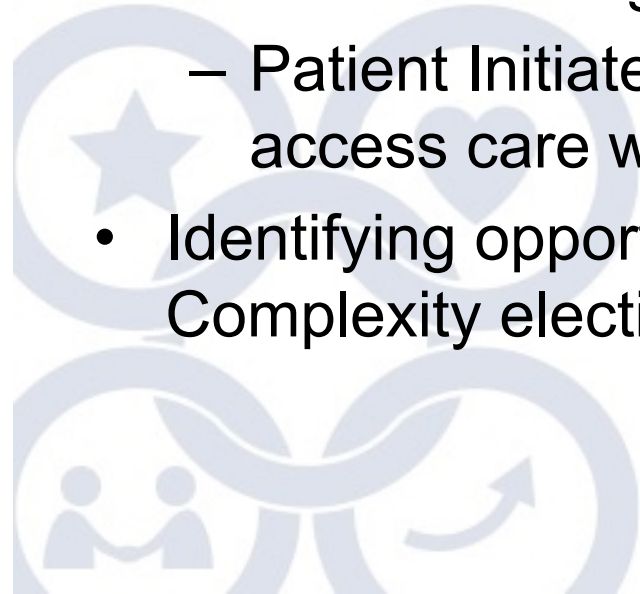 – Patient Initiate
access care w
• Identifying oppor
Complexity electi